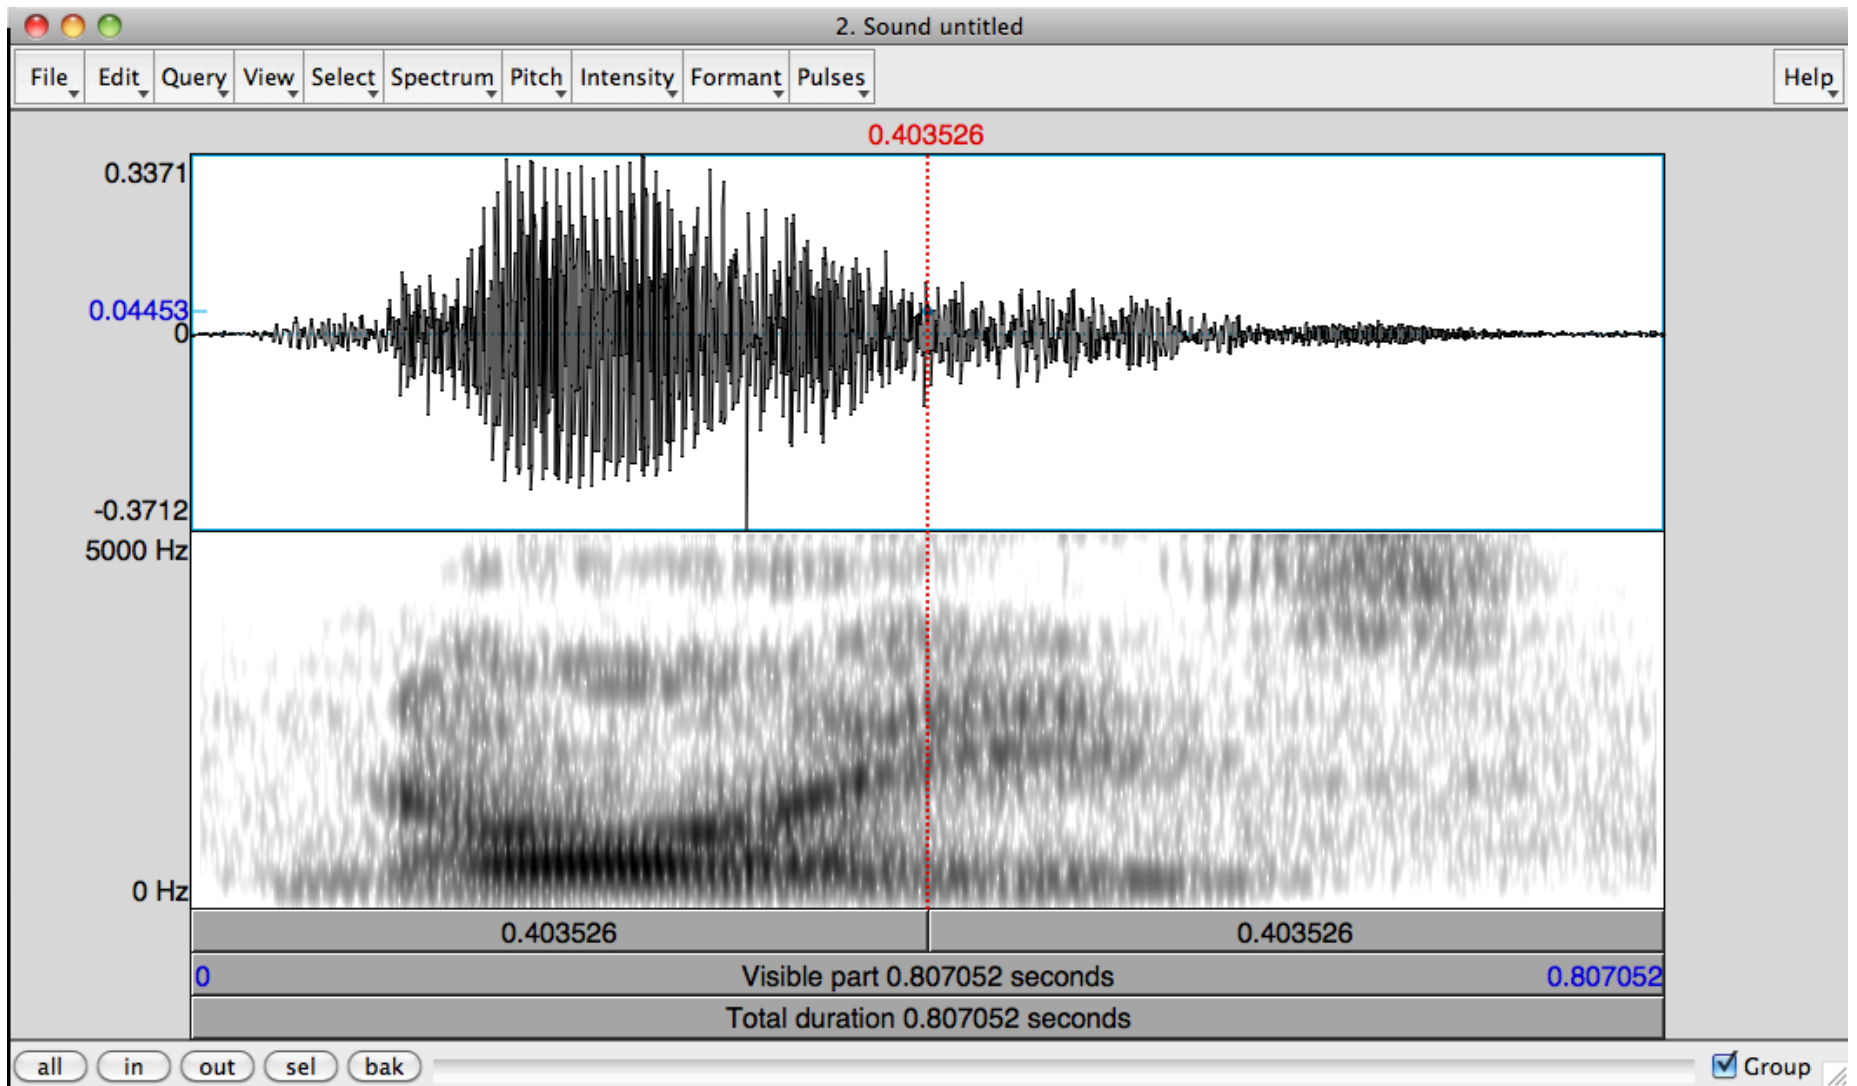 2. Sound untitled
File Edit Query View Select Spectrum Pitch Intensity Formant Pulses Help
0.403526
0.3371
0.04453
0
-0.3712
5000 Hz
0 Hz
0.403526 0.403526
0 Visible part 0.807052 seconds 0.807052
Total duration 0.807052 seconds
all in out sel bak Group